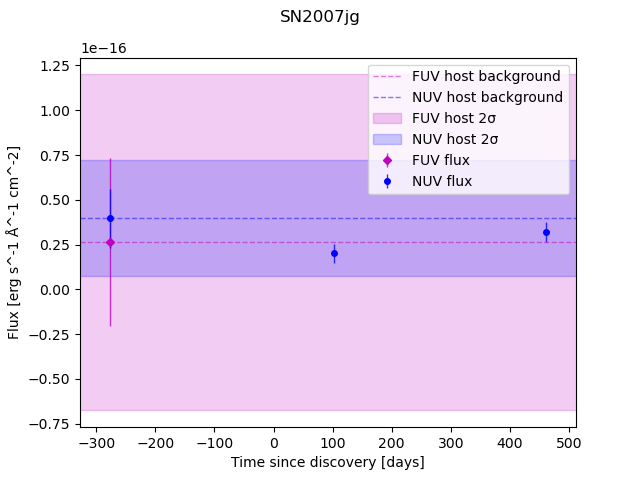 SN2007jg
1e−16
1.25
1.00
0.75
0.50
0.25
0.00
−0.25
−0.50
−0.75
Flux [erg s^-1 Å^-1 cm^-2]
FUV host background
NUV host background
FUV host 2σ
NUV host 2σ
FUV flux
NUV flux
−300 −200 −100 0 100 200 300 400 500
Time since discovery [days]